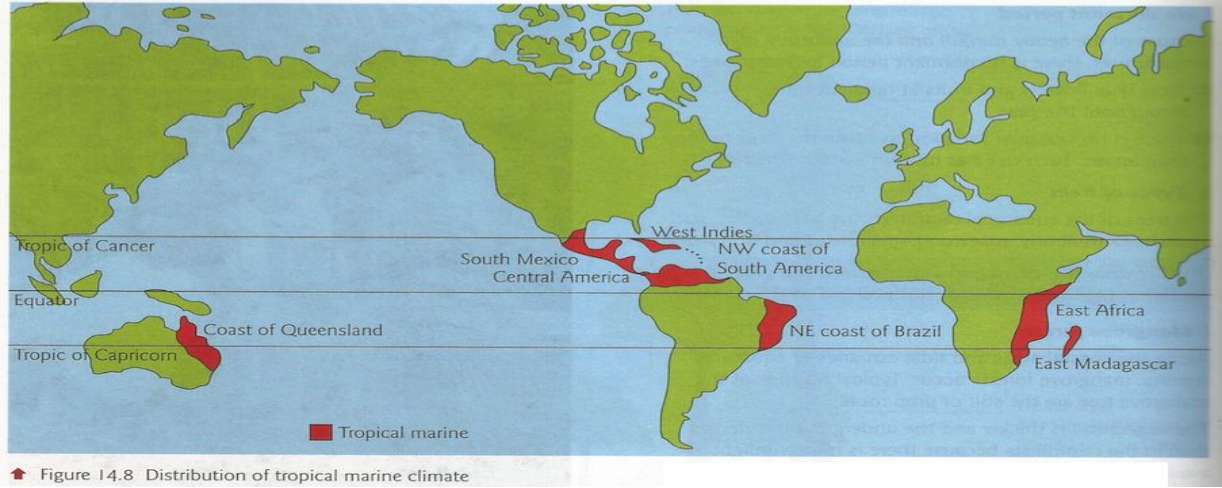 Tropic of Cancer
West Indies
South Mexico
Central America
NW coast of
South America
Equator
East Africa
Coast of Queensland
NE coast of Brazil
Tropic of Capricorn
East Madagascar
Tropical marine
Figure 14.8 Distribution of tropical marine climate